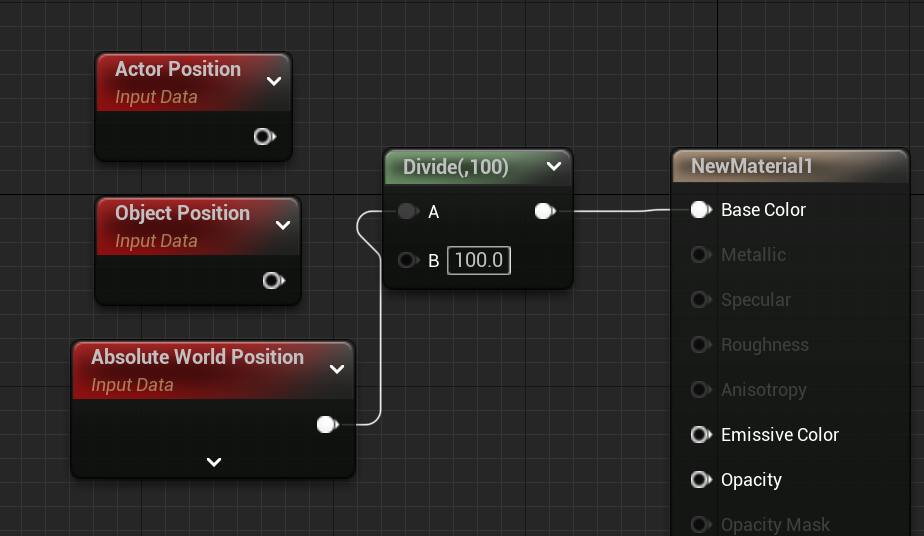 Actor Position
Input Data
Object Position
Input Data
Absolute World Position
Input Data
Divide(,100)
A
B 100.0
NewMaterial1
Base Color
Metallic
Specular
Roughness
Anisotropy
Emissive Color
Opacity
Opacity Mask